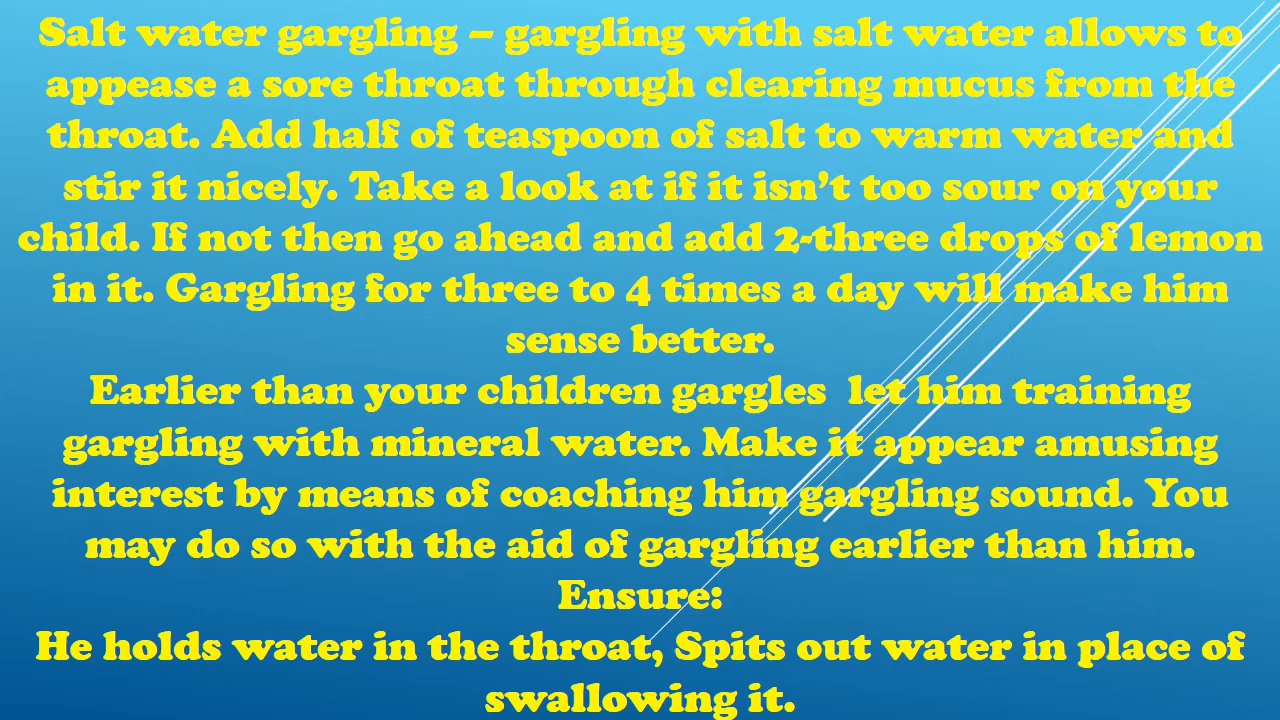 Salt water gargling – gargling with salt water allows to
appease a sore throat through clearing mucus from the
throat. Add half of teaspoon of salt to warm water and
stir it nicely. Take a look at if it isn’t too sour on your
child. If not then go ahead and add 2-three drops of lemon
in it. Gargling for three to 4 times a day will make him
sense better.
Earlier than your children gargles  let him training
gargling with mineral water. Make it appear amusing
interest by means of coaching him gargling sound. You
may do so with the aid of gargling earlier than him.
Ensure:
He holds water in the throat, Spits out water in place of
swallowing it.